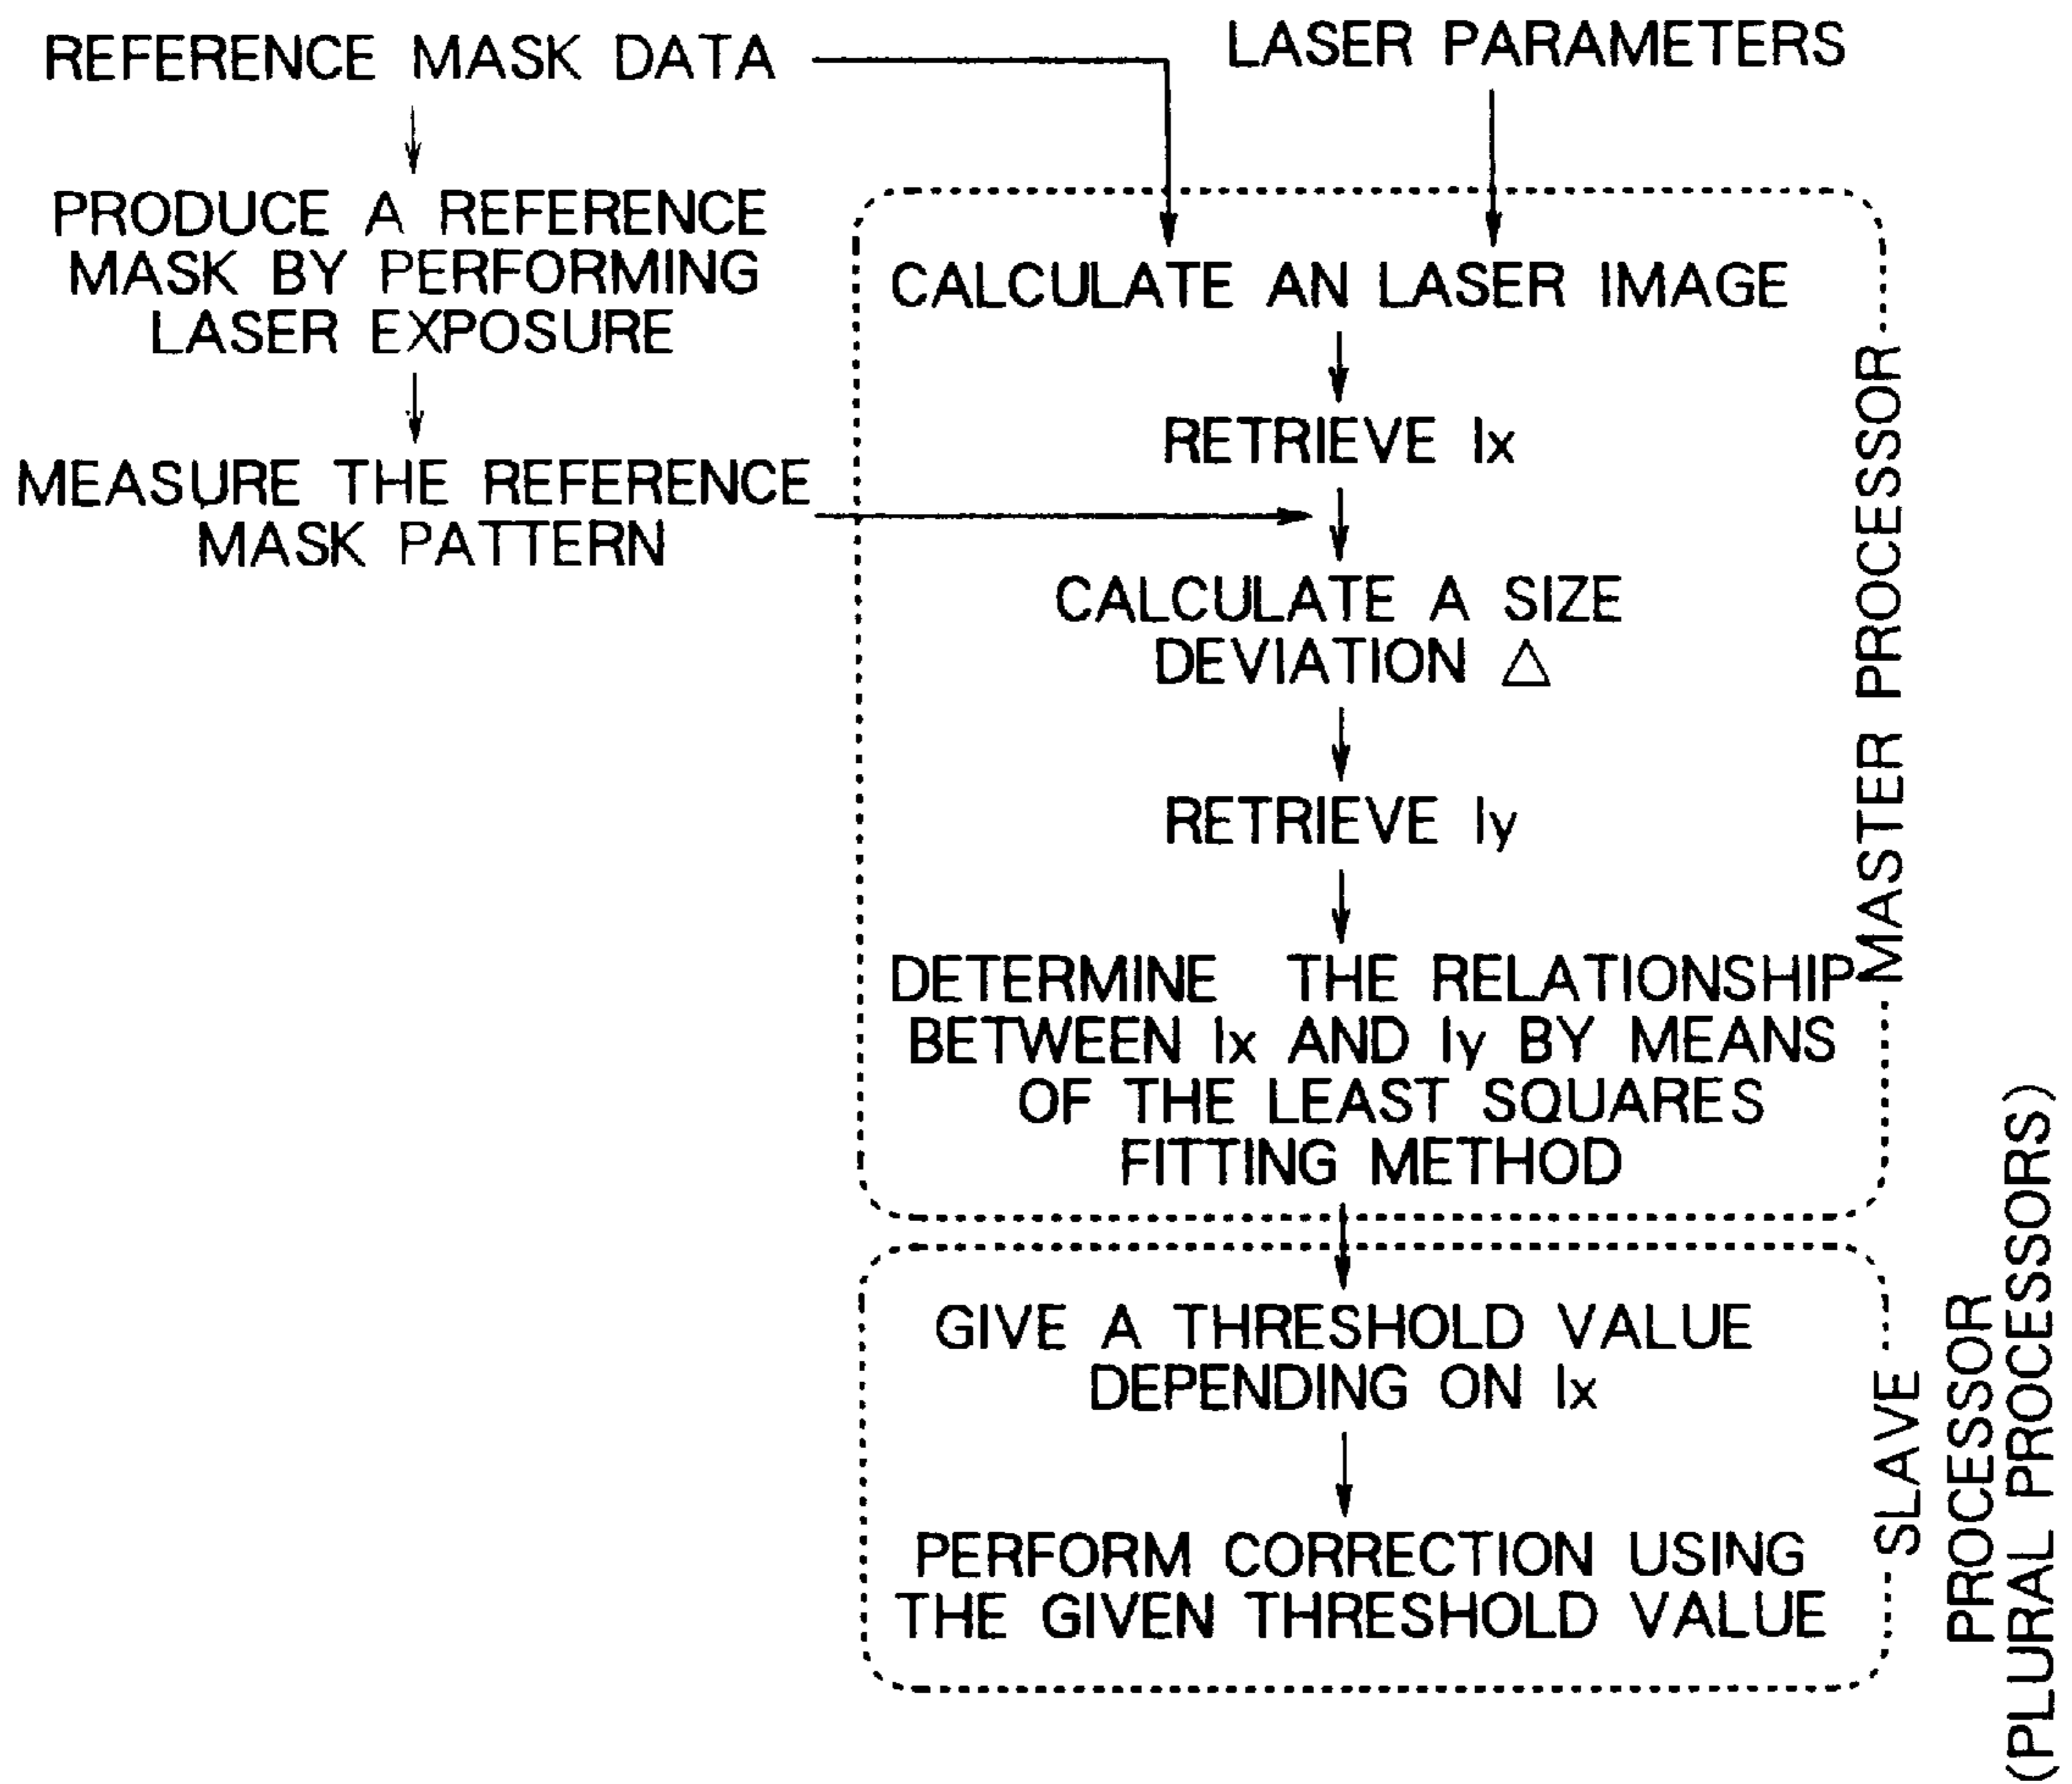 REFERENCE MASK DATA
LASER PARAMETERS
PRODUCE A REFERENCE
MASK BY PERFORMING
LASER EXPOSURE
MEASURE THE REFERENCE
MASK PATTERN
CALCULATE AN LASER IMAGE
RETRIEVE Ix
CALCULATE A SIZE
DEVIATION △
RETRIEVE Iy
DETERMINE THE RELATIONSHIP
BETWEEN Ix AND Iy BY MEANS
OF THE LEAST SQUARES
FITTING METHOD
MASTER PROCESSOR
GIVE A THRESHOLD VALUE
DEPENDING ON Ix
PERFORM CORRECTION USING
THE GIVEN THRESHOLD VALUE
SLAVE
PROCESSOR
(PLURAL PROCESSORS)